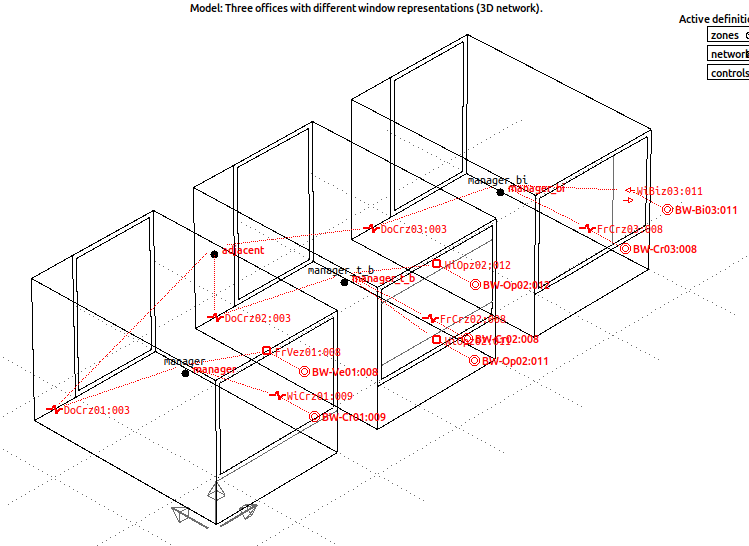 Model: Three offices with different window representations (3D network).
Active definiti
zones
network
controls
manager_bi
manager_bi
WiBiz03:011
BW-Bi03:011
DoCrz03:003
FrCrz03:008
BW-Cr03:008
adjacent
manager_t_b
manager_t_b
WiOpz02:012
BW-Op02:012
DoCrz02:003
FrCrz02:008
BW-Cr02:008
BW-Op02:011
manager
manager
FrVez01:008
BW-Ve01:008
WiCrz01:009
BW-Cr01:009
DoCrz01:003